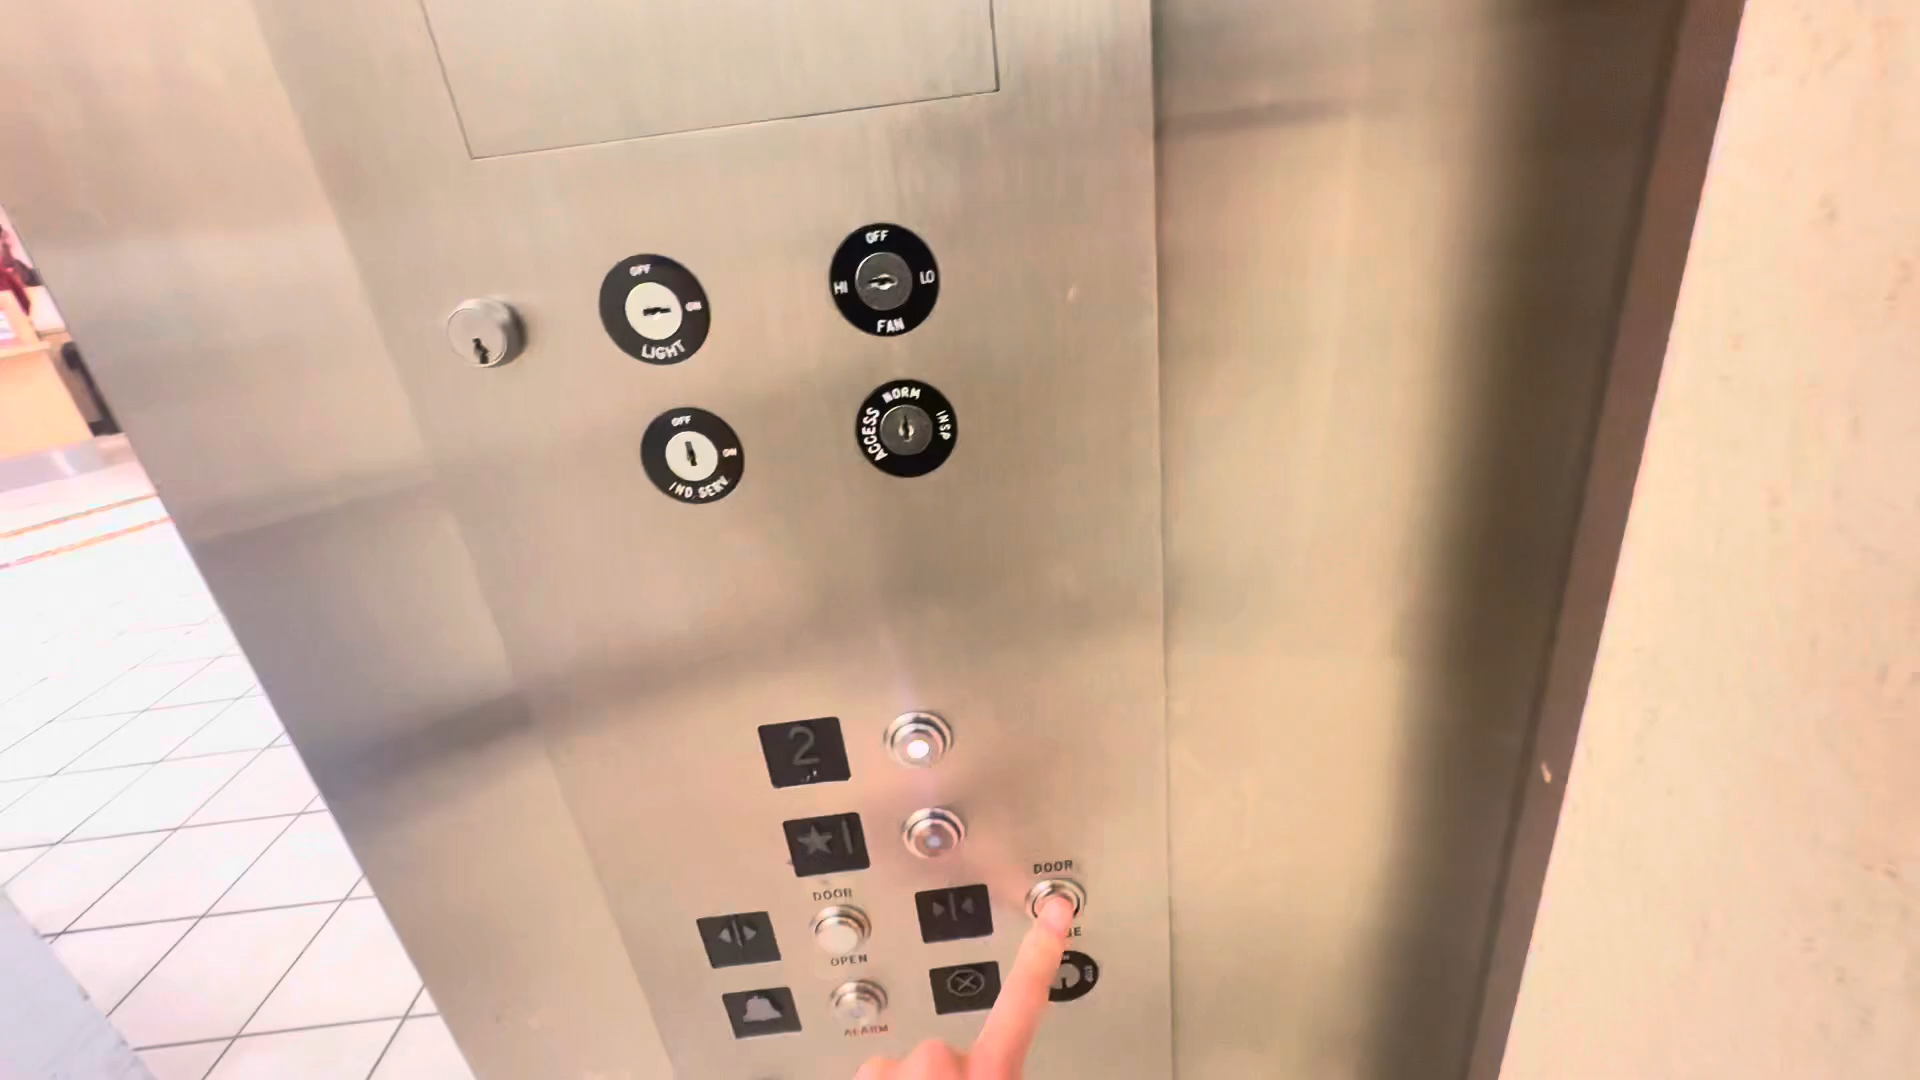 OFF
ON
LIGHT
OFF
HI
LO
FAN
OFF
ON
IND. SERV.
NORM
ACCESS
INSP
2
★1
DOOR
OPEN
DOOR
ALARM